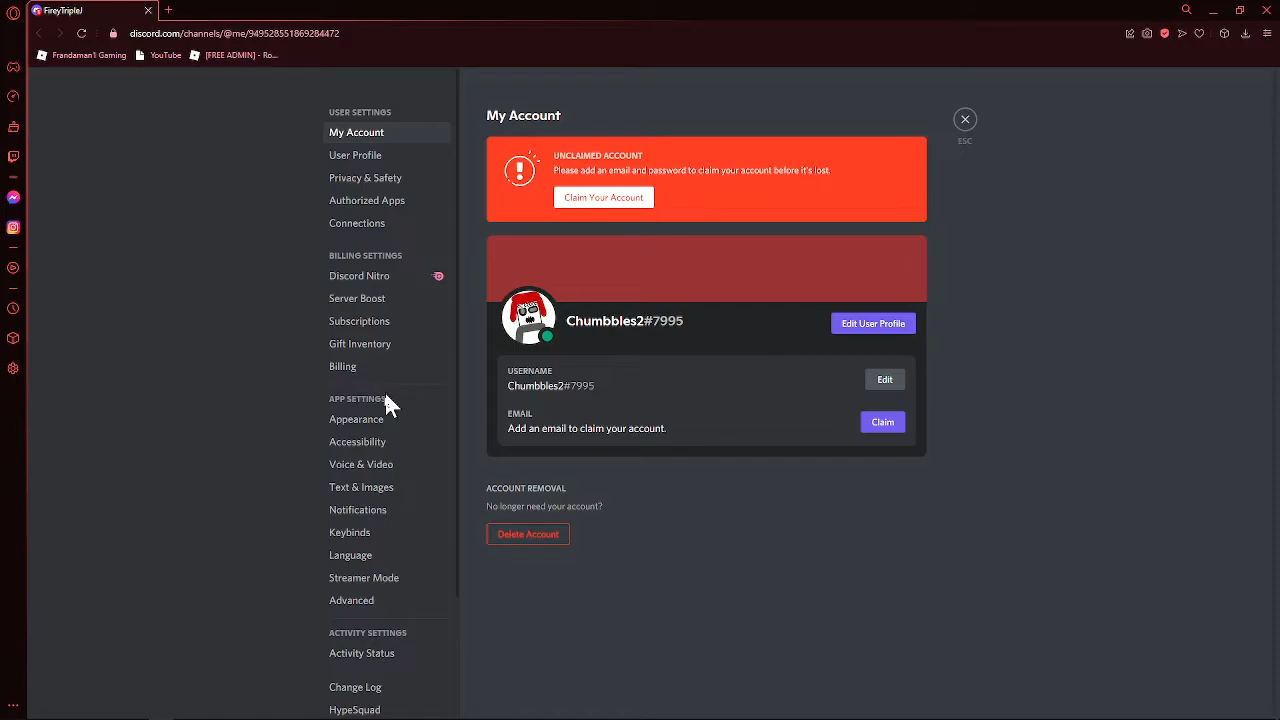 FireyTripleJ
discord.com/channels/@me/949528551869284472
Frandaman1 Gaming
YouTube
[FREE ADMIN] - Ro...
USER SETTINGS
My Account
User Profile
Privacy & Safety
Authorized Apps
Connections
BILLING SETTINGS
Discord Nitro
Server Boost
Subscriptions
Gift Inventory
Billing
APP SETTINGS
Appearance
Accessibility
Voice & Video
Text & Images
Notifications
Keybinds
Language
Streamer Mode
Advanced
ACTIVITY SETTINGS
Activity Status
Change Log
HypeSquad
My Account
ESC
UNCLAIMED ACCOUNT
Please add an email and password to claim your account before it's lost.
Claim Your Account
Chumbbles2#7995
Edit User Profile
USERNAME
Chumbbles2#7995
Edit
EMAIL
Add an email to claim your account.
Claim
ACCOUNT REMOVAL
No longer need your account?
Delete Account